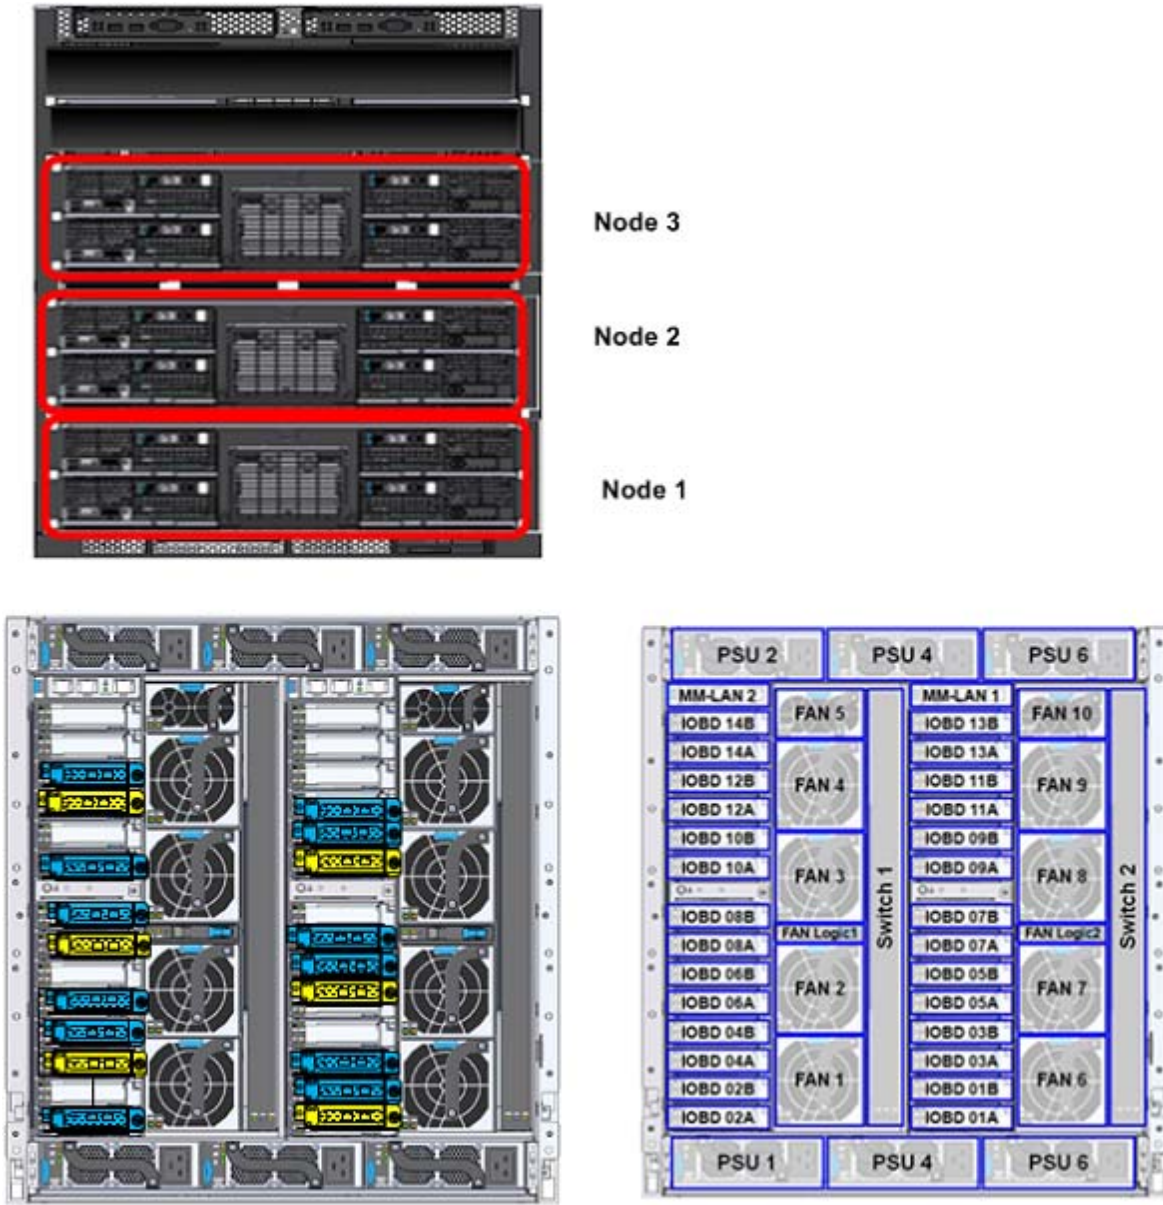 Node 3
Node 2
Node 1
PSU 2 PSU 4 PSU 6
MM-LAN 2 FAN 5 MM-LAN 1 FAN 10
IOBD 14B IOBD 13B
IOBD 14A IOBD 13A
IOBD 12B FAN 4 IOBD 11B FAN 9
IOBD 12A IOBD 11A
IOBD 10B IOBD 09B
IOBD 10A FAN 3 IOBD 09A FAN 8
Switch 1 Switch 2
IOBD 08B IOBD 07B
FAN Logic1 FAN Logic2
IOBD 08A IOBD 07A
IOBD 06B FAN 2 IOBD 05B FAN 7
IOBD 06A IOBD 05A
IOBD 04B IOBD 03B
IOBD 04A FAN 1 IOBD 03A FAN 6
IOBD 02B IOBD 01B
IOBD 02A IOBD 01A
PSU 1 PSU 4 PSU 6